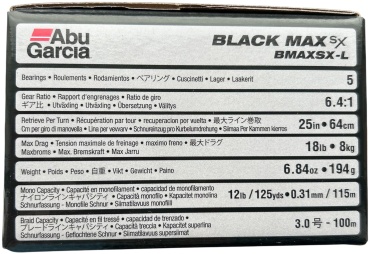 Abu
Garcia
BLACK MAX SX
BMAXSX-L
Bearings • Roulements • Rodamientos • ベアリング • Cuscinetti • Lager • Laakerit
5
Gear Ratio • Rapport d'engrenages • Ratio de giro
ギア比 • Utväxling • Utväxling • Übersetzung • Välitys
6.4:1
Retrieve Per Turn • Récupération par tour • recuperacion per vuelta • 最大ライン巻取
Cm per giro di manovella • Line per vevvarv • Schnureinzug pro Kurbelumdrehung • Siimaa Per Kammen kerros
25in • 64cm
Max Drag • Tension maximale de freinage • maximo freno • 最大ドラグ
Maxbroms • Max. Bremskraft • Max Jarru
18lb • 8kg
Weight • Poids • Peso • 自重 • Vikt • Gewicht • Paino
6.84oz • 194g
Mono Capacity • Capacité en monofilament • capacidad de monofilamento
ナイロンラインキャパシティ • Capacità monofilo • Kapacitet monolina
Schnurfassung - Monofile Schnur • Siimatilavuus monofiili
12lb / 125yds • 0.31mm / 115m
Braid Capacity • Capacité en fil tressé • capacidad de trenzado •
ブレードラインキャパシティ • Capacità treccia • Kapacitet superlina
Schnurfassung - Geflochtene Schnur • Siimatilavuus supersiimat
3.0号 - 100m